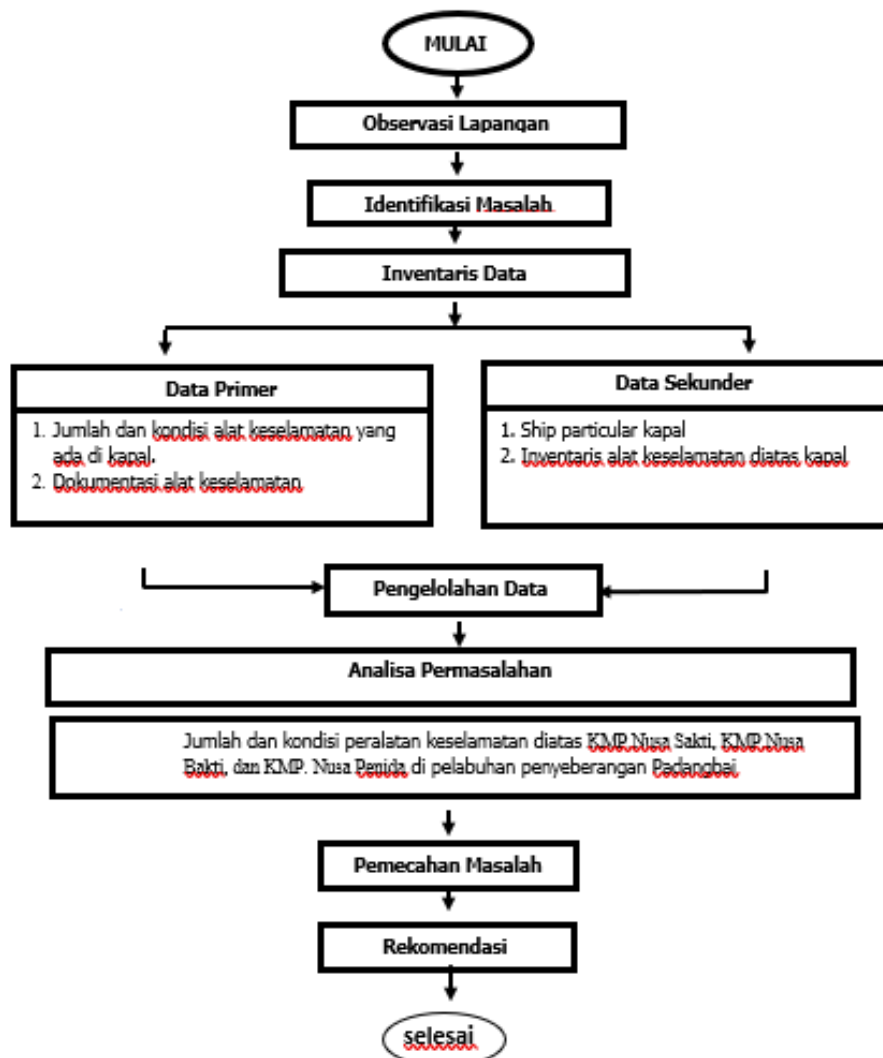 MULAI
Observasi Lapangan
Identifikasi Masalah
Inventaris Data
Data Primer
1. Jumlah dan kondisi alat keselamatan yang
ada di kapal.
2. Dokumentasi alat keselamatan
Data Sekunder
1. Ship particular kapal
2. Inventaris alat keselamatan diatas kapal
Pengelolahan Data
Analisa Permasalahan
Jumlah dan kondisi peralatan keselamatan diatas KMP.Nusa Sakti, KMP.Nusa
Bakti, dan KMP. Nusa Penida di pelabuhan penyeberangan Padangbai
Pemecahan Masalah
Rekomendasi
selesai